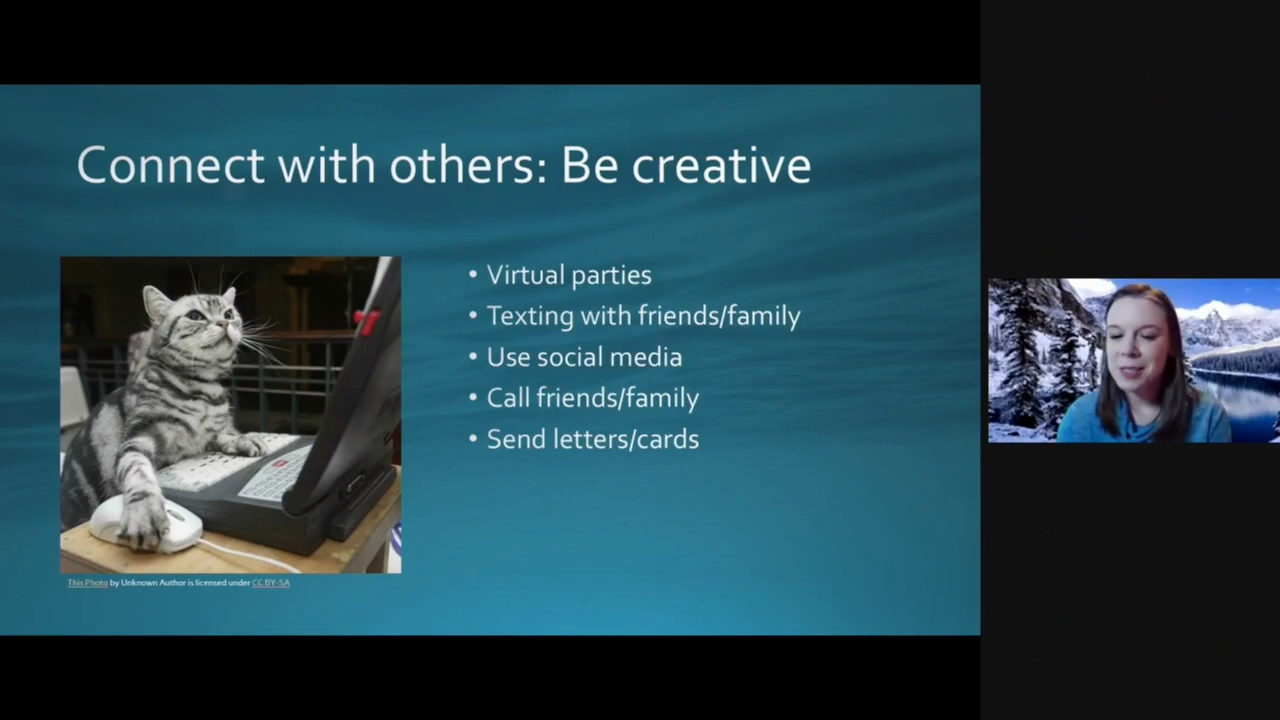 Connect with others: Be creative
• Virtual parties
• Texting with friends/family
• Use social media
• Call friends/family
• Send letters/cards
This Photo by Unknown Author is licensed under CC BY-SA